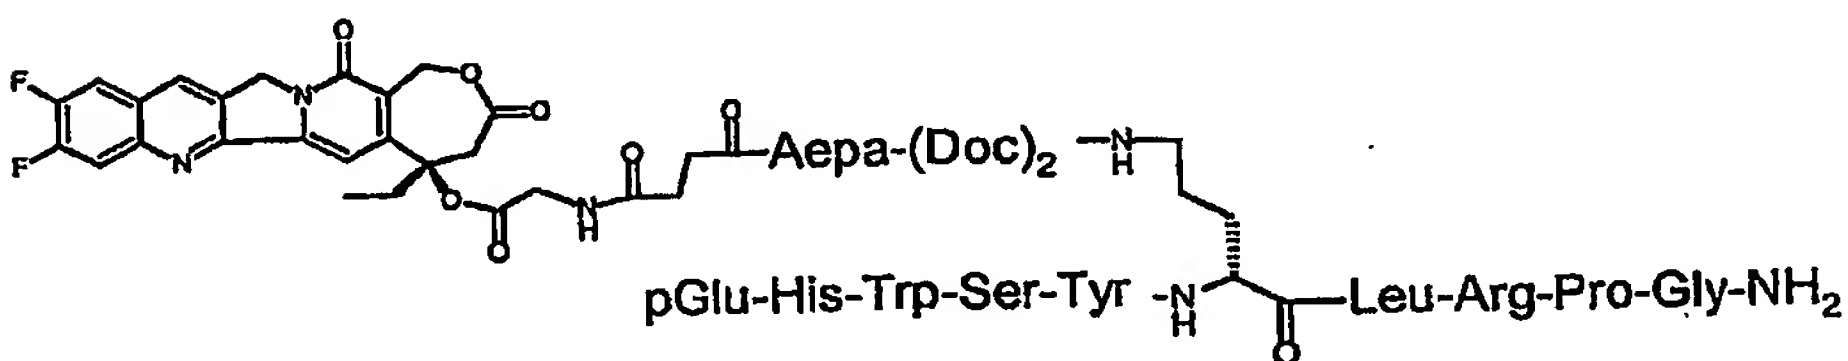 O
F O
N
O O
O Aepa-(Doc)₂ -N
F N H
O N
H
O
pGlu-His-Trp-Ser-Tyr -N Leu-Arg-Pro-Gly-NH₂
H
O